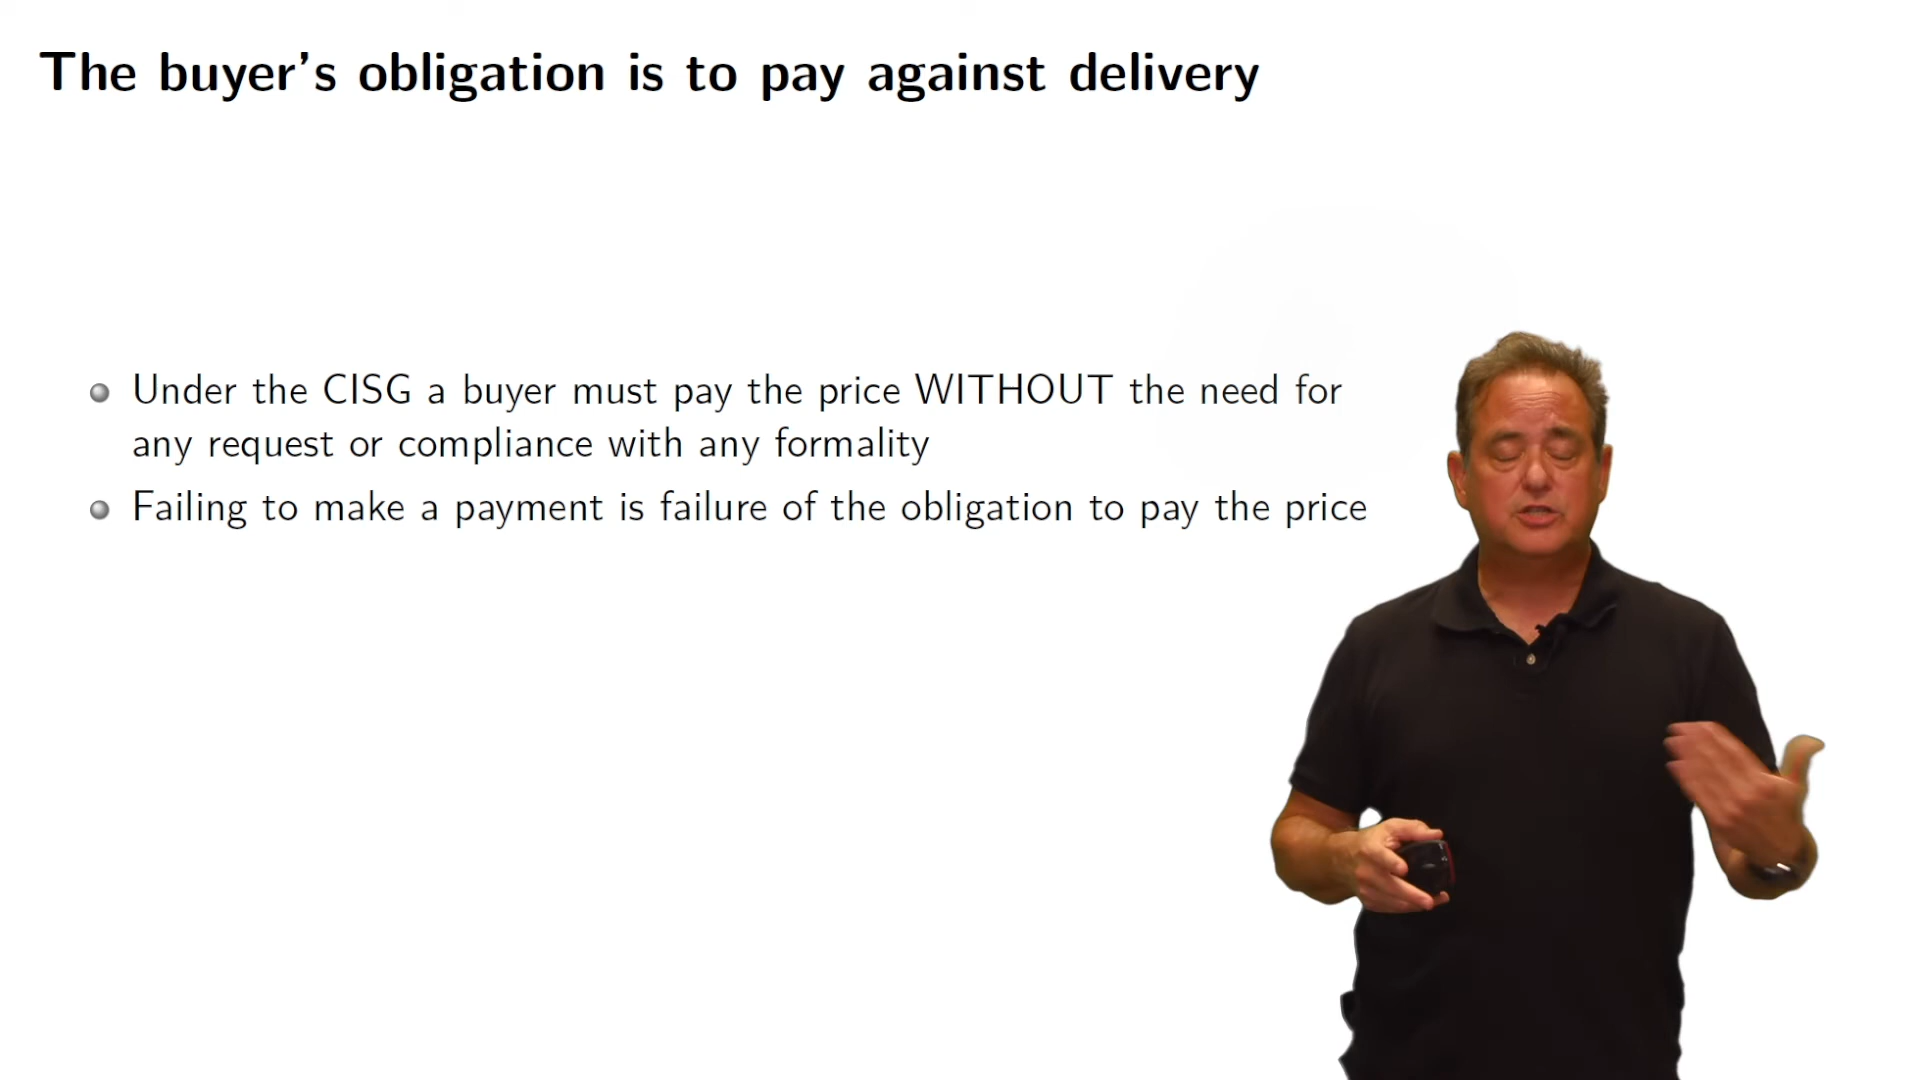 The buyer's obligation is to pay against delivery
Under the CISG a buyer must pay the price WITHOUT the need for
any request or compliance with any formality
Failing to make a payment is failure of the obligation to pay the price